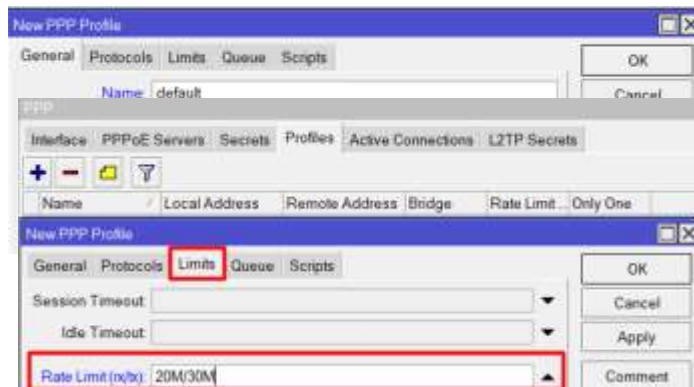 New PPP Profile
General Protocols Limits Queue Scripts OK
Name: default Cancel
PPP
Interface PPPoE Servers Secrets Profiles Active Connections L2TP Secrets
Name Local Address Remote Address Bridge Rate Limit ... Only One
New PPP Profile
General Protocols Limits Queue Scripts OK
Session Timeout: Cancel
Idle Timeout: Apply
Rate Limit (rx/tx): 20M/30M Comment